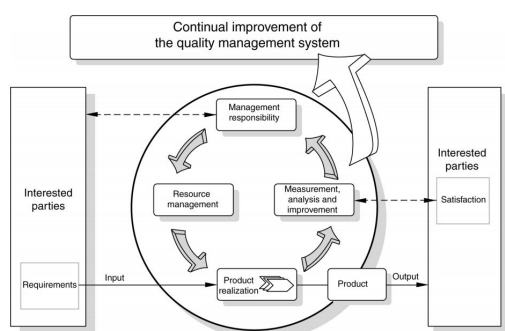 Continual improvement of
the quality management system
Management
responsibility
Interested
parties
Interested
parties
Resource
management
Measurement,
analysis and
improvement
Satisfaction
Requirements
Input
Product
realization
Product
Output